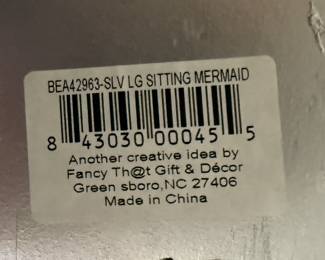 BEA42963-SLV LG SITTING MERMAID
8 43030 00045 5
Another creative idea by
Fancy Th@t Gift & Décor
Green sboro,NC 27406
Made in China